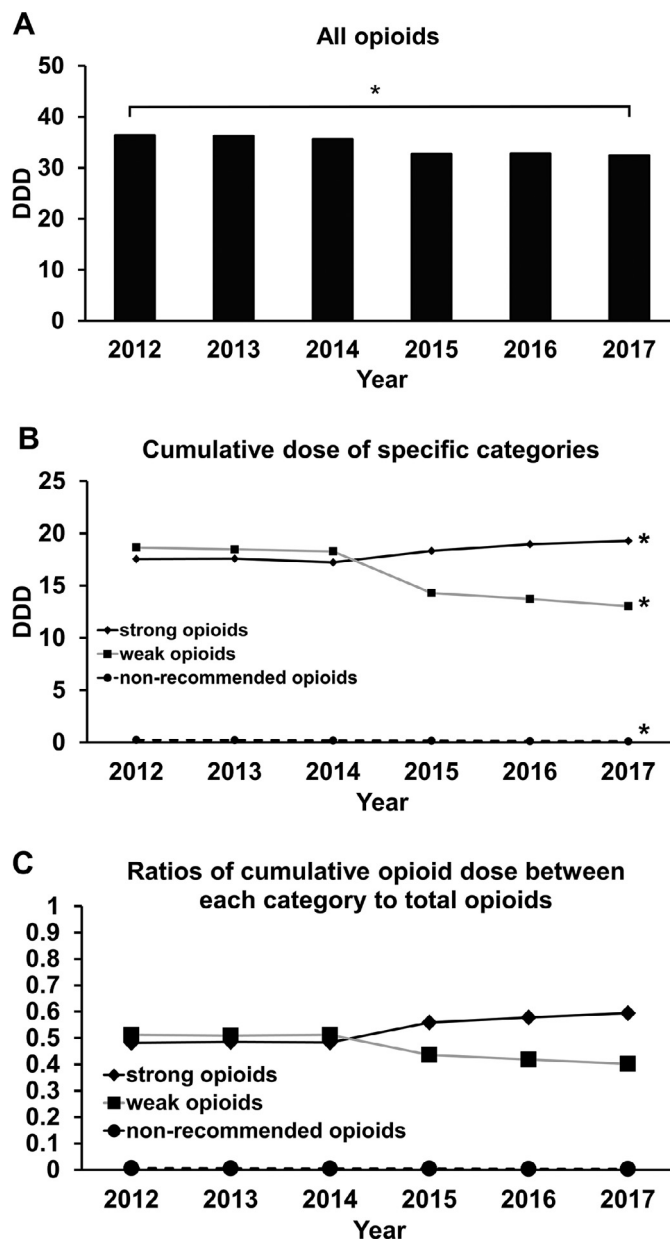 A
All opioids
50
40
30
20
10
0
DDD
*
2012 2013 2014 2015 2016 2017
Year
B
Cumulative dose of specific categories
25
20
15
10
5
0
DDD
*
*
*
strong opioids
weak opioids
non-recommended opioids
2012 2013 2014 2015 2016 2017
Year
C
Ratios of cumulative opioid dose between
each category to total opioids
1
0.9
0.8
0.7
0.6
0.5
0.4
0.3
0.2
0.1
0
strong opioids
weak opioids
non-recommended opioids
2012 2013 2014 2015 2016 2017
Year